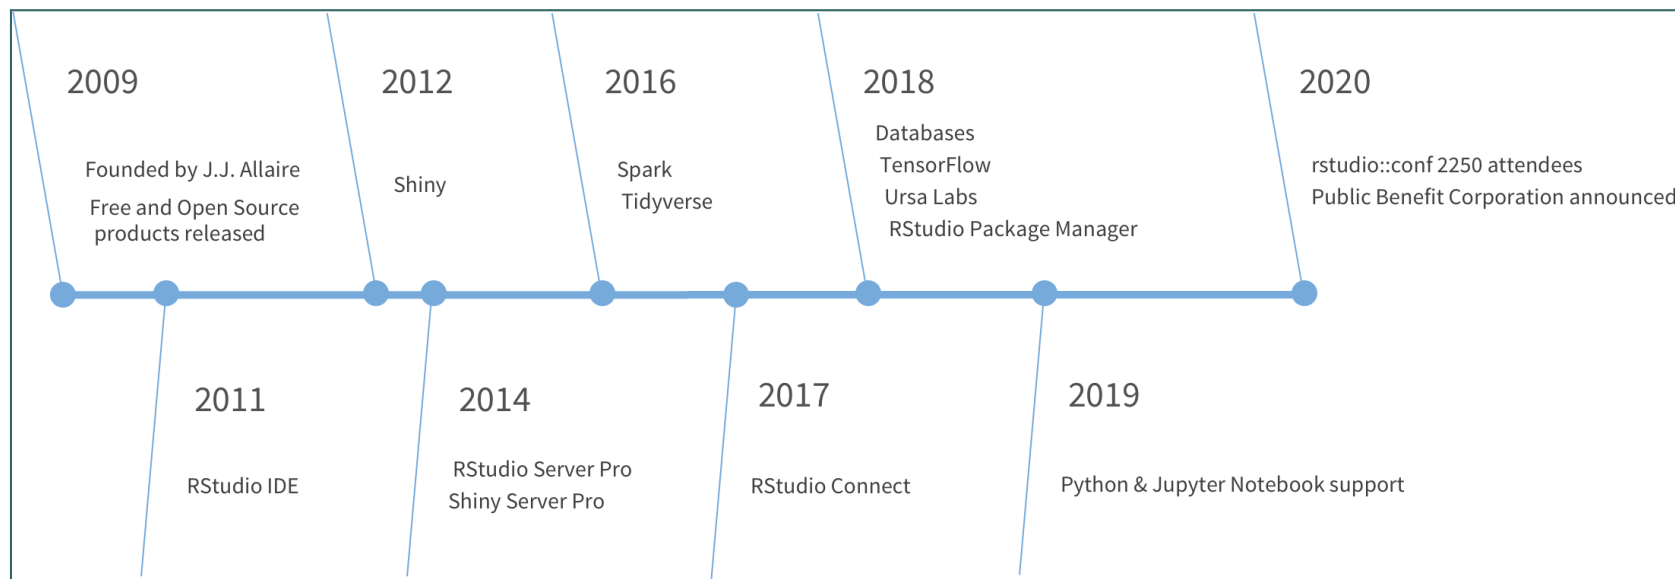 2009
Founded by J.J. Allaire
Free and Open Source
products released
2011
RStudio IDE
2012
Shiny
2014
RStudio Server Pro
Shiny Server Pro
2016
Spark
Tidyverse
2017
RStudio Connect
2018
Databases
TensorFlow
Ursa Labs
RStudio Package Manager
2019
Python & Jupyter Notebook support
2020
rstudio::conf 2250 attendees
Public Benefit Corporation announced